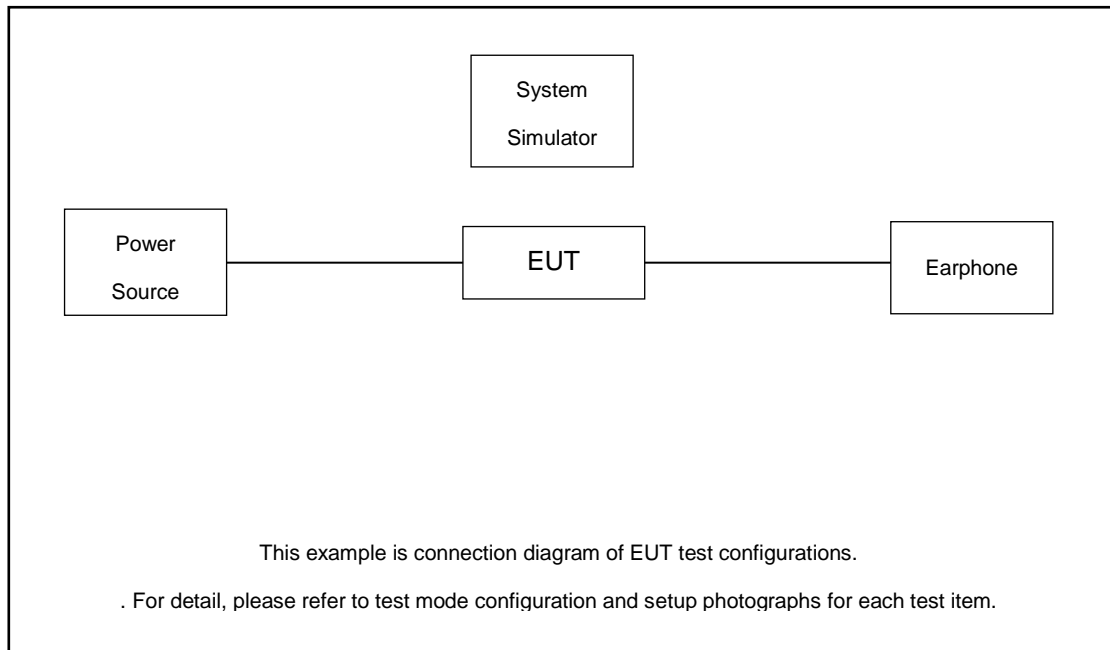 System
Simulator
Power
Source
EUT
Earphone
This example is connection diagram of EUT test configurations.
. For detail, please refer to test mode configuration and setup photographs for each test item.